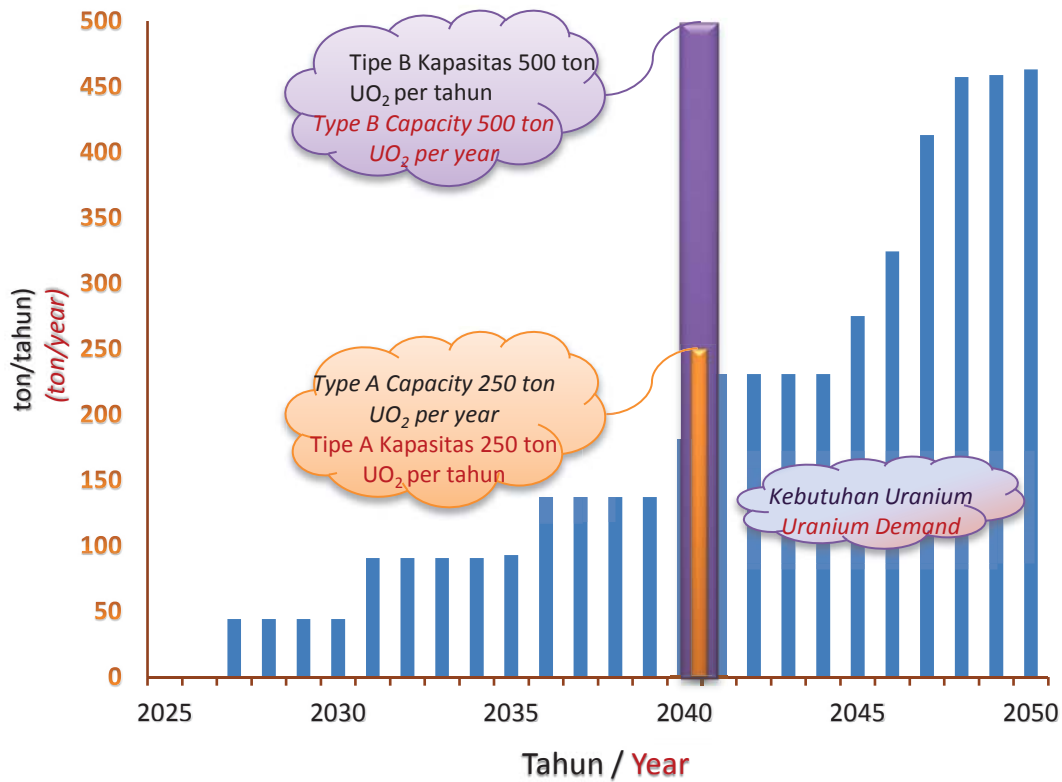 500
450
400
350
300
250
200
150
100
50
0
ton/tahun)
(ton/year)
Tipe B Kapasitas 500 ton
UO₂ per tahun
Type B Capacity 500 ton
UO₂ per year
Type A Capacity 250 ton
UO₂ per year
Tipe A Kapasitas 250 ton
UO₂ per tahun
Kebutuhan Uranium
Uranium Demand
2025
2030
2035
2040
2045
2050
Tahun / Year